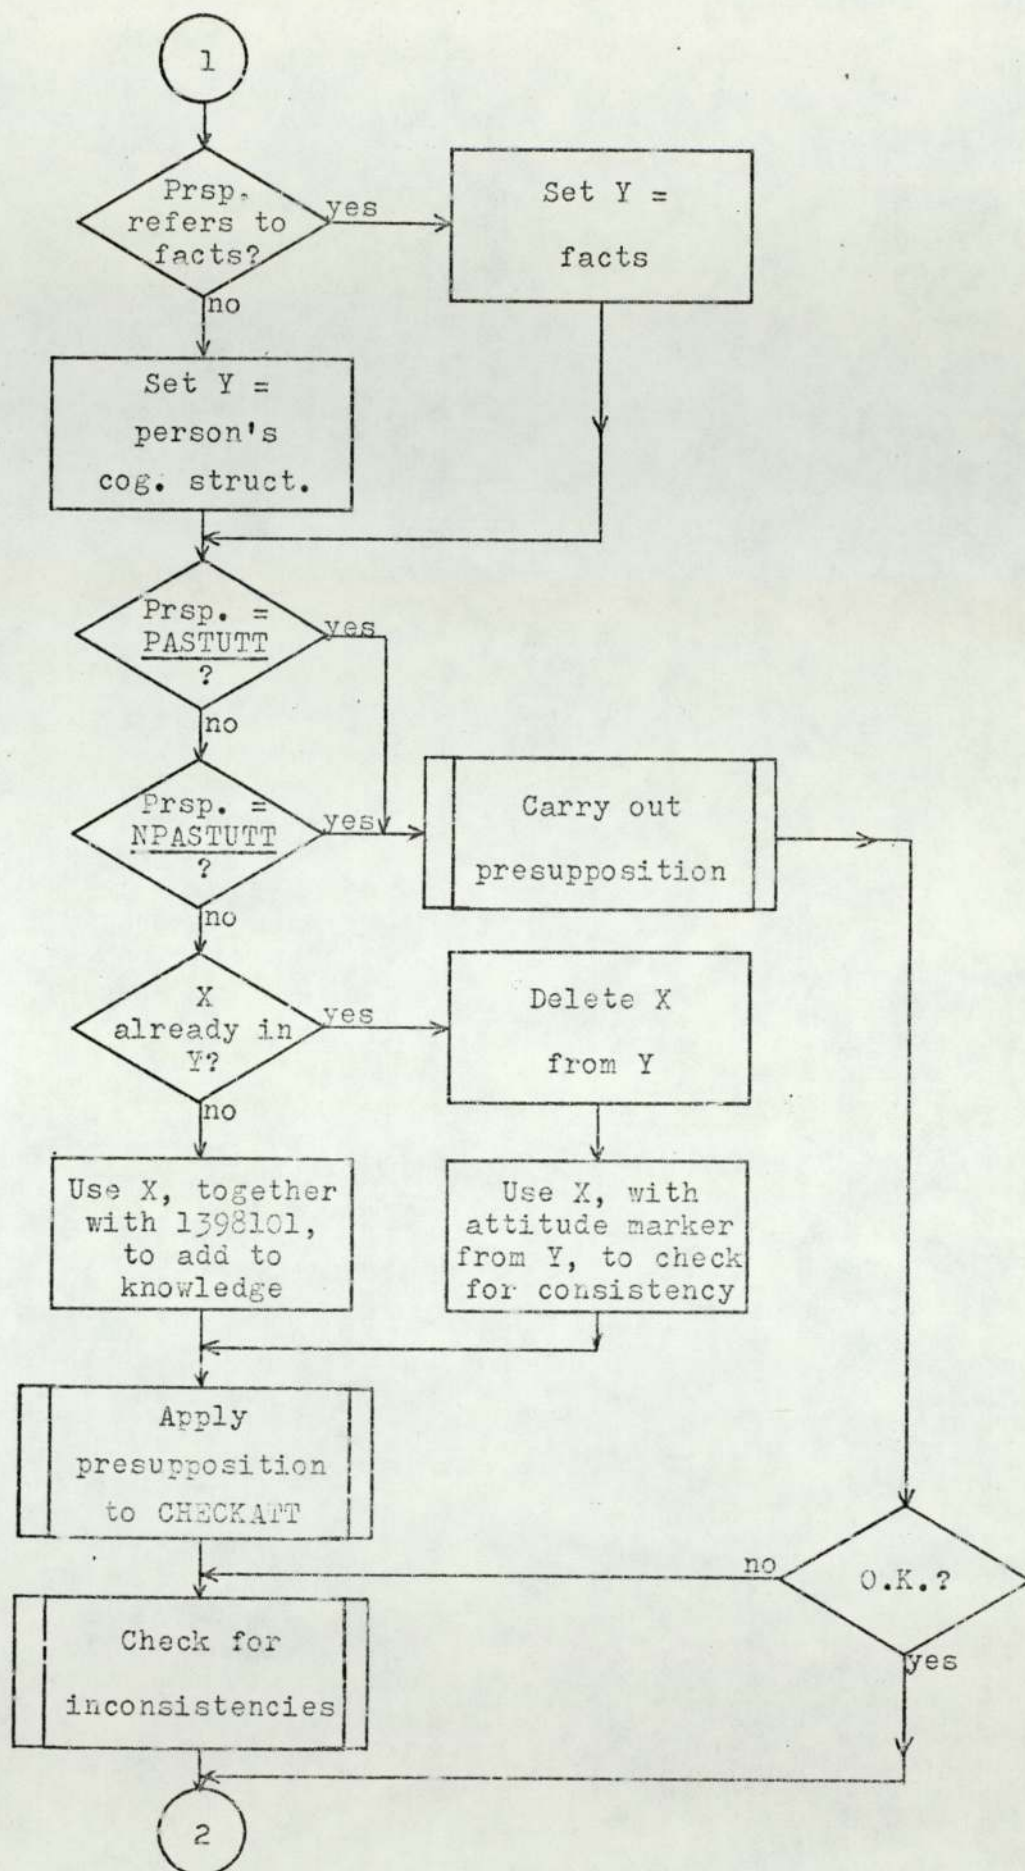 1
Prsp.
refers to
facts?
yes
no
Set Y =
facts
Set Y =
person's
cog. struct.
Prsp. =
PASTUTT
?
yes
no
Prsp. =
NPASTUTT
?
yes
no
Carry out
presupposition
X
already in
Y?
yes
no
Delete X
from Y
Use X, together
with 1398101,
to add to
knowledge
Use X, with
attitude marker
from Y, to check
for consistency
Apply
presupposition
to CHECKATT
O.K.?
no
yes
Check for
inconsistencies
2